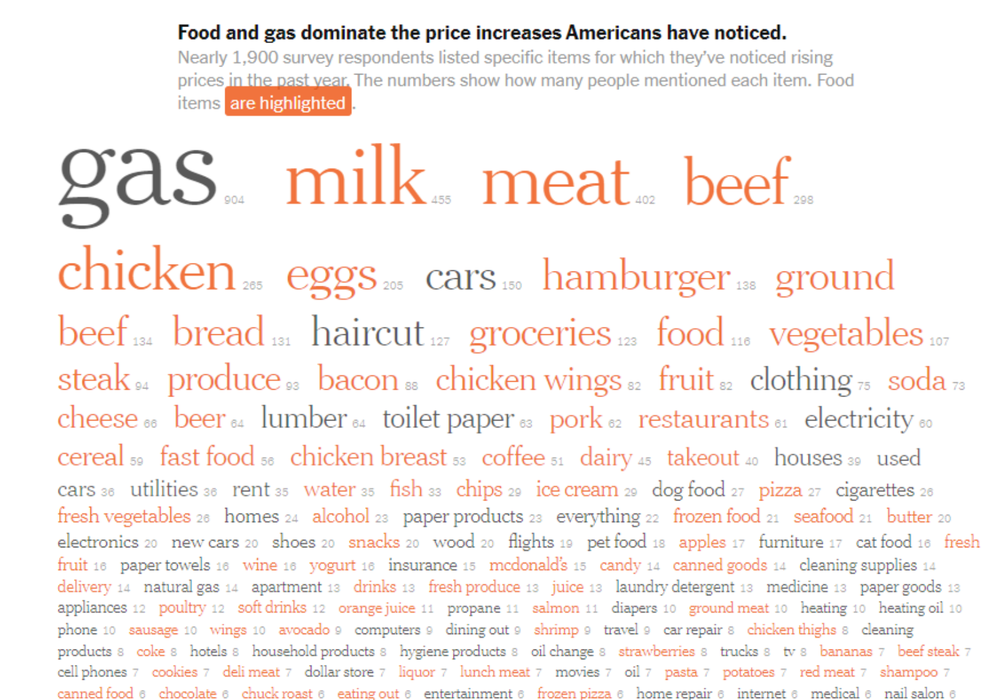 Food and gas dominate the price increases Americans have noticed.
Nearly 1,900 survey respondents listed specific items for which they've noticed rising
prices in the past year. The numbers show how many people mentioned each item. Food
items are highlighted .
gas 904 milk 455 meat 402 beef 298
chicken 265 eggs 205 cars 150 hamburger 138 ground
beef 134 bread 131 haircut 127 groceries 123 food 116 vegetables 107
steak 94 produce 93 bacon 88 chicken wings 82 fruit 82 clothing 75 soda 73
cheese 66 beer 64 lumber 64 toilet paper 63 pork 62 restaurants 61 electricity 60
cereal 59 fast food 56 chicken breast 53 coffee 51 dairy 45 takeout 40 houses 39 used
cars 36 utilities 36 rent 35 water 35 fish 33 chips 29 ice cream 29 dog food 27 pizza 27 cigarettes 26
fresh vegetables 26 homes 24 alcohol 23 paper products 23 everything 22 frozen food 21 seafood 21 butter 20
electronics 20 new cars 20 shoes 20 snacks 20 wood 20 flights 19 pet food 18 apples 17 furniture 17 cat food 16 fresh
fruit 16 paper towels 16 wine 16 yogurt 16 insurance 15 mcdonald's 15 candy 14 canned goods 14 cleaning supplies 14
delivery 14 natural gas 14 apartment 13 drinks 13 fresh produce 13 juice 13 laundry detergent 13 medicine 13 paper goods 13
appliances 12 poultry 12 soft drinks 12 orange juice 11 propane 11 salmon 11 diapers 10 ground meat 10 heating 10 heating oil 10
phone 10 sausage 10 wings 10 avocado 9 computers 9 dining out 9 shrimp 9 travel 9 car repair 8 chicken thighs 8 cleaning
products 8 coke 8 hotels 8 household products 8 hygiene products 8 oil change 8 strawberries 8 trucks 8 tv 8 bananas 7 beef steak 7
cell phones 7 cookies 7 deli meat 7 dollar store 7 liquor 7 lunch meat 7 movies 7 oil 7 pasta 7 potatoes 7 red meat 7 shampoo 7
canned food 6 chocolate 6 chuck roast 6 eating out 6 entertainment 6 frozen pizza 6 home repair 6 internet 6 medical 6 nail salon 6